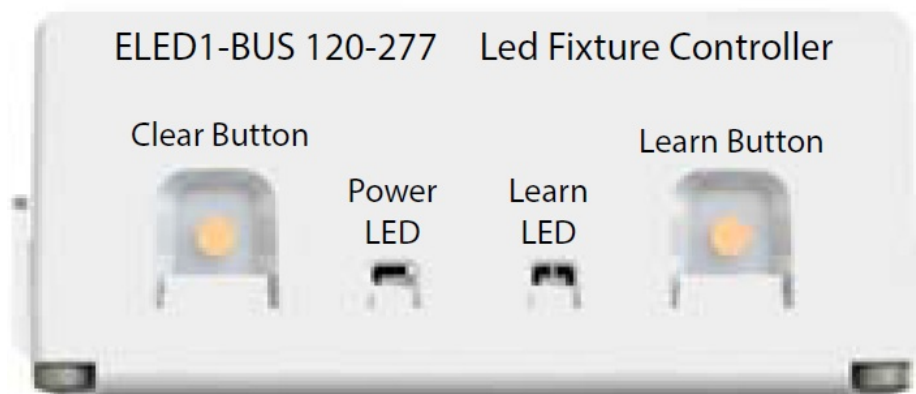 ELED1-BUS 120-277 Led Fixture Controller
Clear Button
Learn Button
Power
LED
Learn
LED